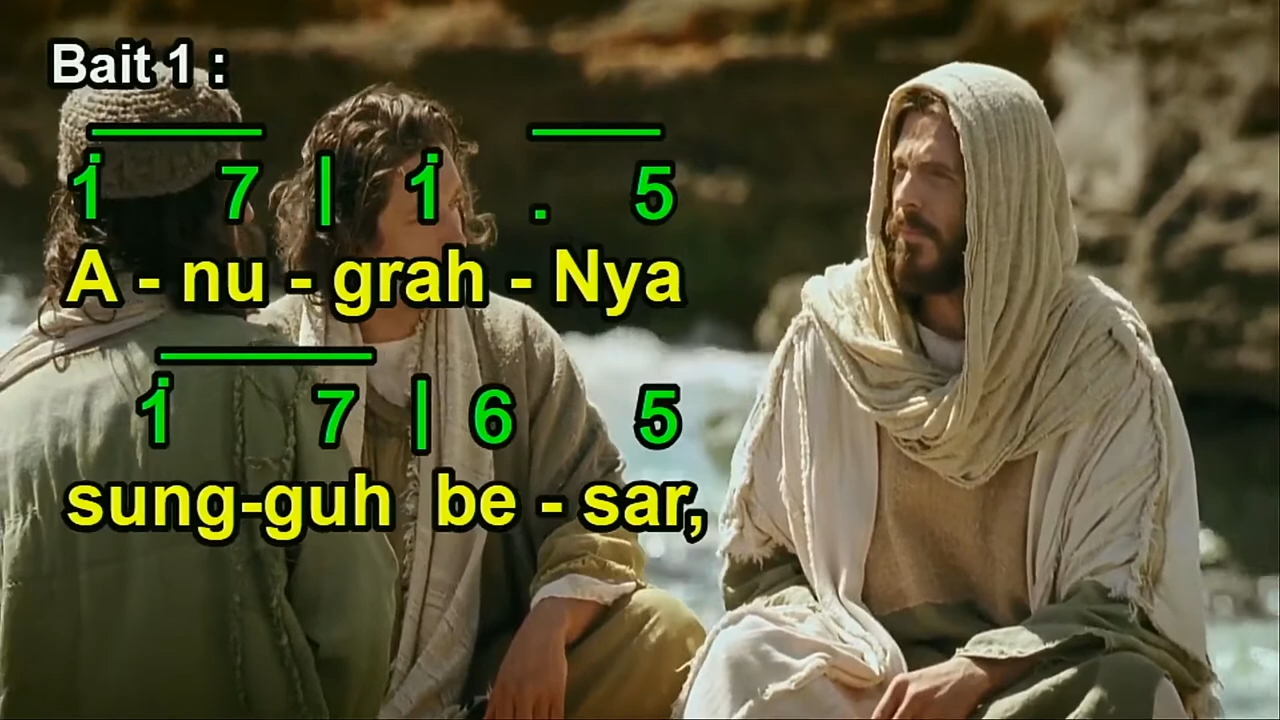 Bait 1 :
1̇ 7 | 1̇ . 5
A - nu - grah - Nya
1̇ 7 | 6 5
sung-guh be - sar,